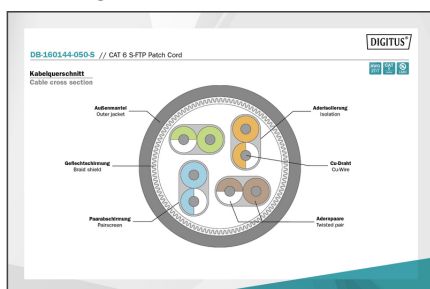 DIGITUS®
DB-160144-050-S // CAT 6 S-FTP Patch Cord
Kabelquerschnitt
Cable cross section
Außenmantel
Outer jacket
Aderisolierung
Isolation
Geflechtschirmung
Braid shield
Cu-Draht
Cu-Wire
Paarabschirmung
Pairscreen
Adernpaare
Twisted pair